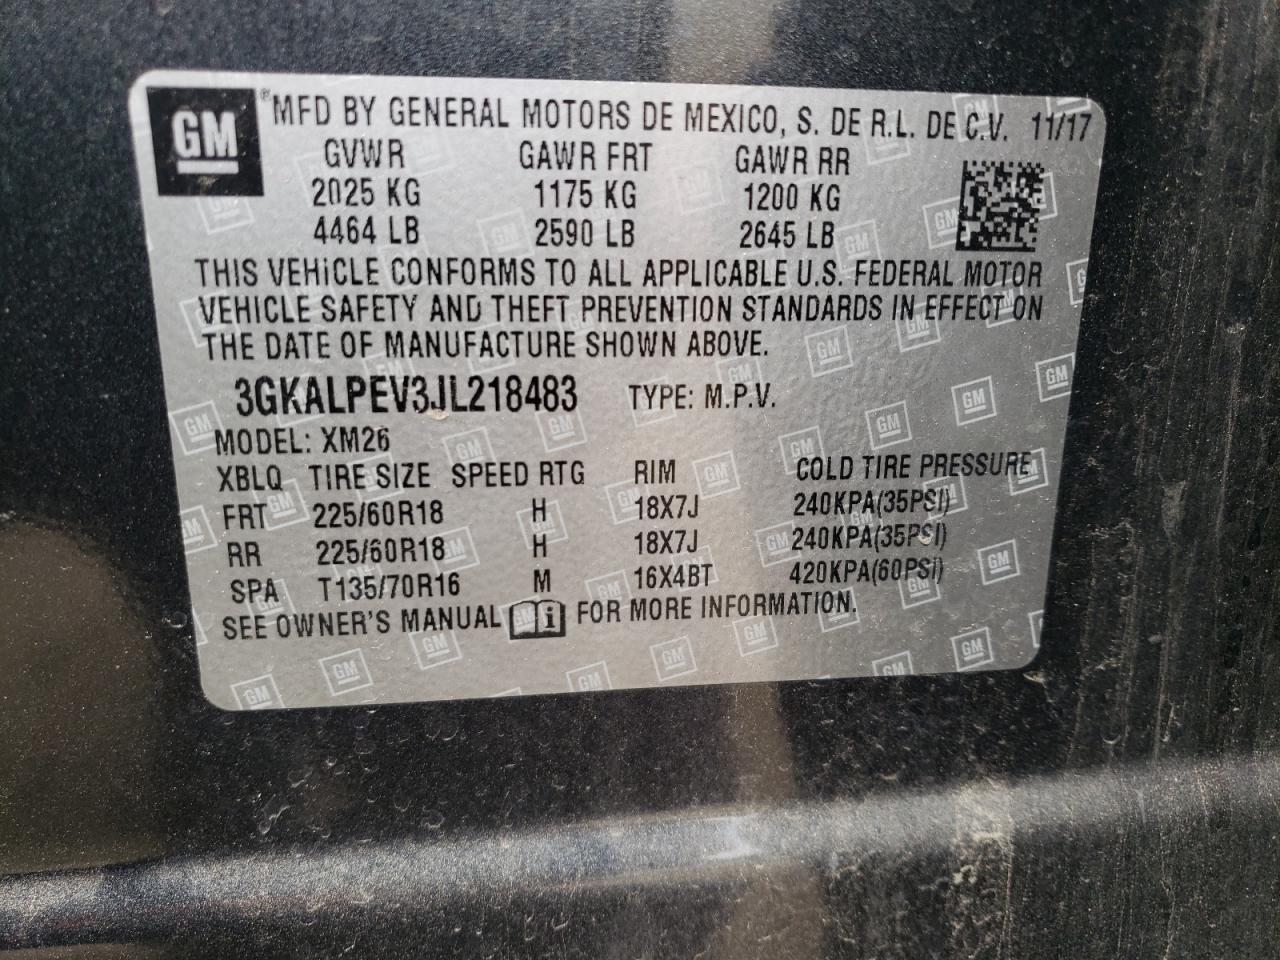 GM ® MFD BY GENERAL MOTORS DE MEXICO, S. DE R.L. DE C.V. 11/17
GVWR GAWR FRT GAWR RR
2025 KG 1175 KG 1200 KG
4464 LB 2590 LB 2645 LB
THIS VEHICLE CONFORMS TO ALL APPLICABLE U.S. FEDERAL MOTOR
VEHICLE SAFETY AND THEFT PREVENTION STANDARDS IN EFFECT ON
THE DATE OF MANUFACTURE SHOWN ABOVE.
3GKALPEV3JL218483 TYPE: M.P.V.
MODEL: XM26
XBLQ TIRE SIZE SPEED RTG RIM COLD TIRE PRESSURE
FRT 225/60R18 H 18X7J 240KPA(35PSI)
RR 225/60R18 H 18X7J 240KPA(35PSI)
SPA T135/70R16 M 16X4BT 420KPA(60PSI)
SEE OWNER'S MANUAL i FOR MORE INFORMATION.